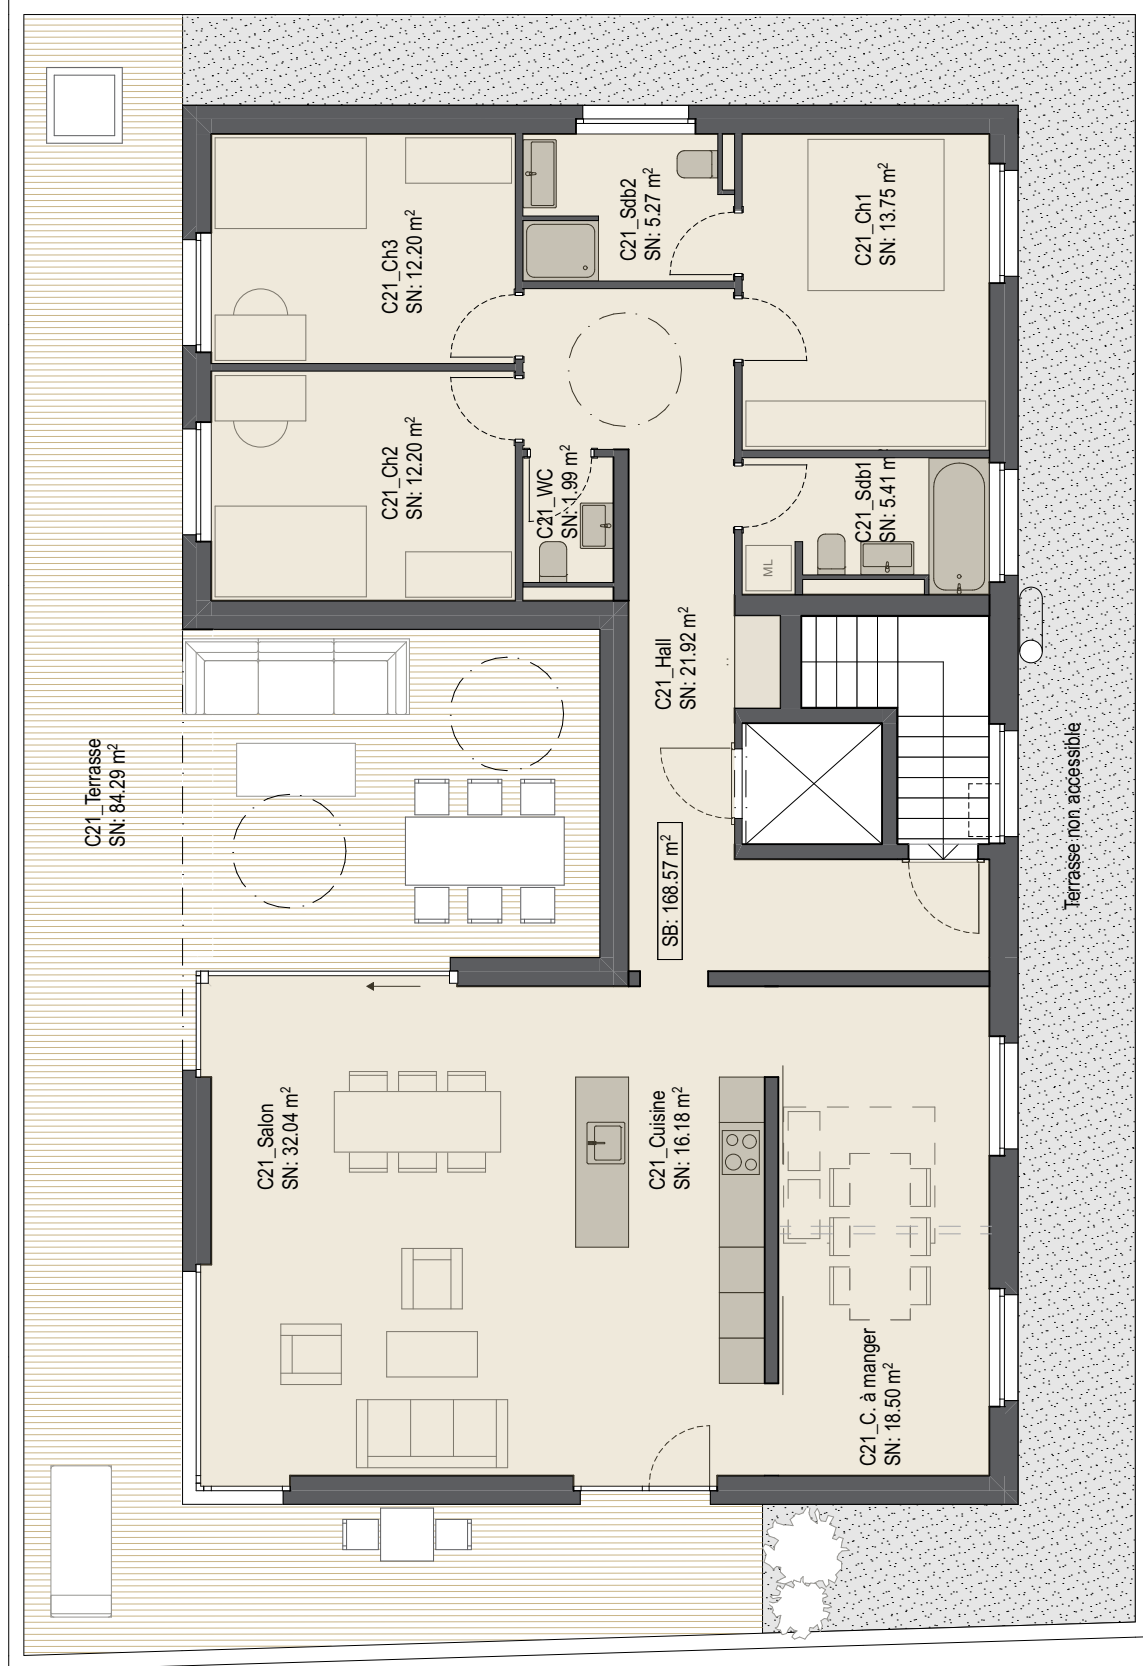 C21_Terrasse
SN: 84.29 m²
C21_Ch3
SN: 12.20 m²
C21_Sdb2
SN: 5.27 m²
C21_Ch1
SN: 13.75 m²
C21_Ch2
SN: 12.20 m²
C21_WC
SN: 1.99 m²
C21_Sdb1
SN: 5.41 m²
ML
C21_Hall
SN: 21.92 m²
SB: 168.57 m²
Terrasse non accessible
C21_Salon
SN: 32.04 m²
C21_Cuisine
SN: 16.18 m²
C21_C. à manger
SN: 18.50 m²